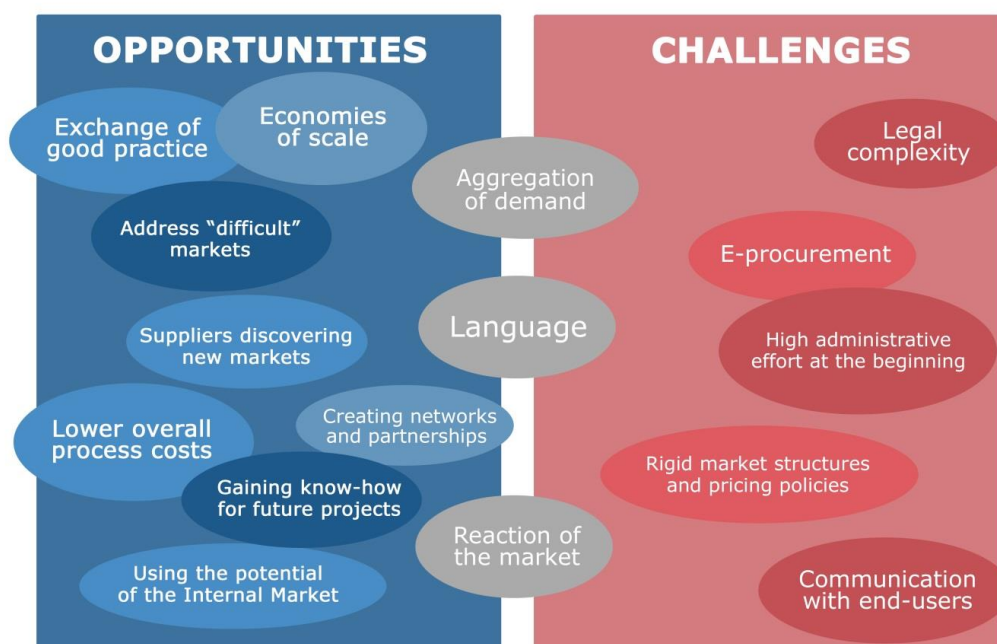 OPPORTUNITIES
Exchange of
good practice
Economies
of scale
Address “difficult”
markets
Suppliers discovering
new markets
Lower overall
process costs
Creating networks
and partnerships
Gaining know-how
for future projects
Using the potential
of the Internal Market
Aggregation
of demand
Language
Reaction of
the market
CHALLENGES
Legal
complexity
E-procurement
High administrative
effort at the beginning
Rigid market structures
and pricing policies
Communication
with end-users